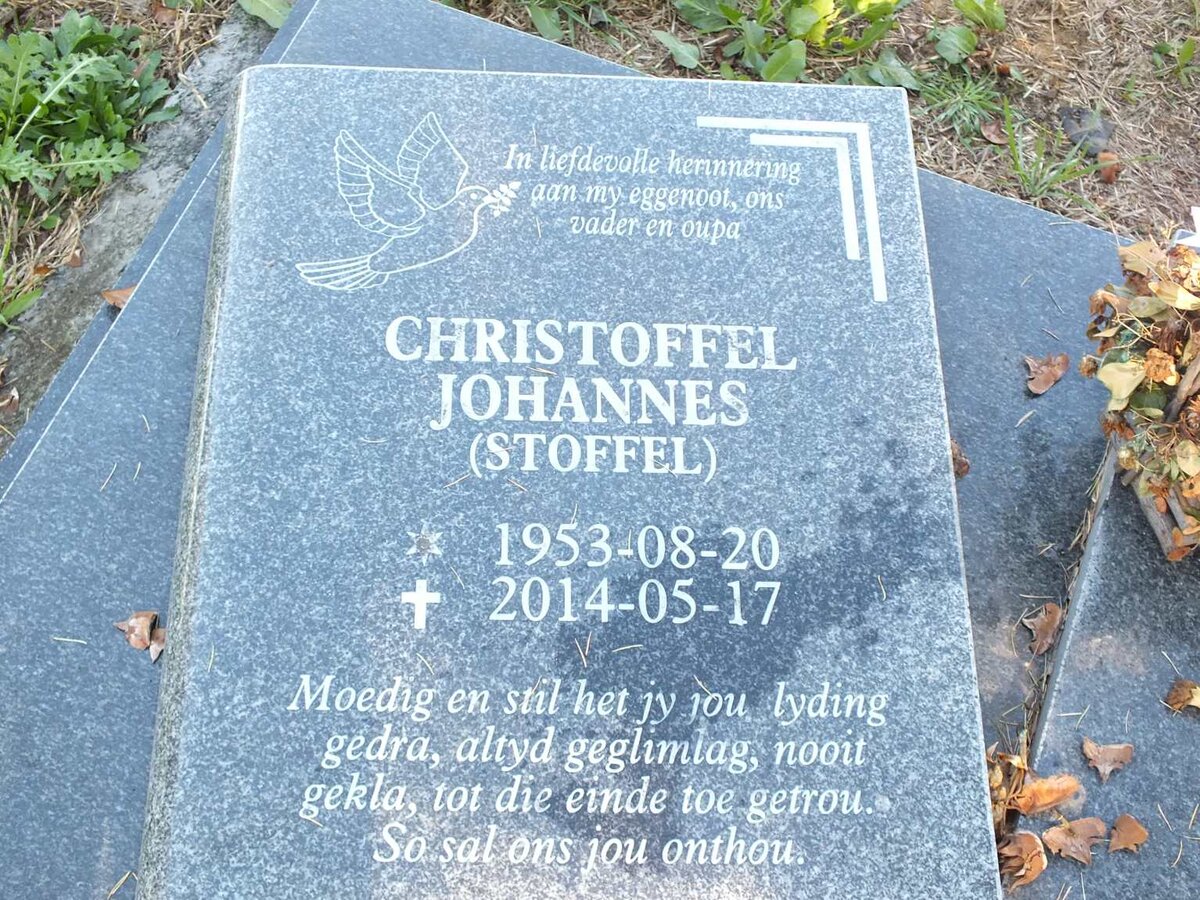 In liefdevolle herinnering
aan my eggenoot, ons
vader en oupa
CHRISTOFFEL
JOHANNES
(STOFFEL)
1953-08-20
2014-05-17
Moedig en stil het jy jou lyding
gedra, altyd geglimlag, nooit
gekla, tot die einde toe getrou.
So sal ons jou onthou.